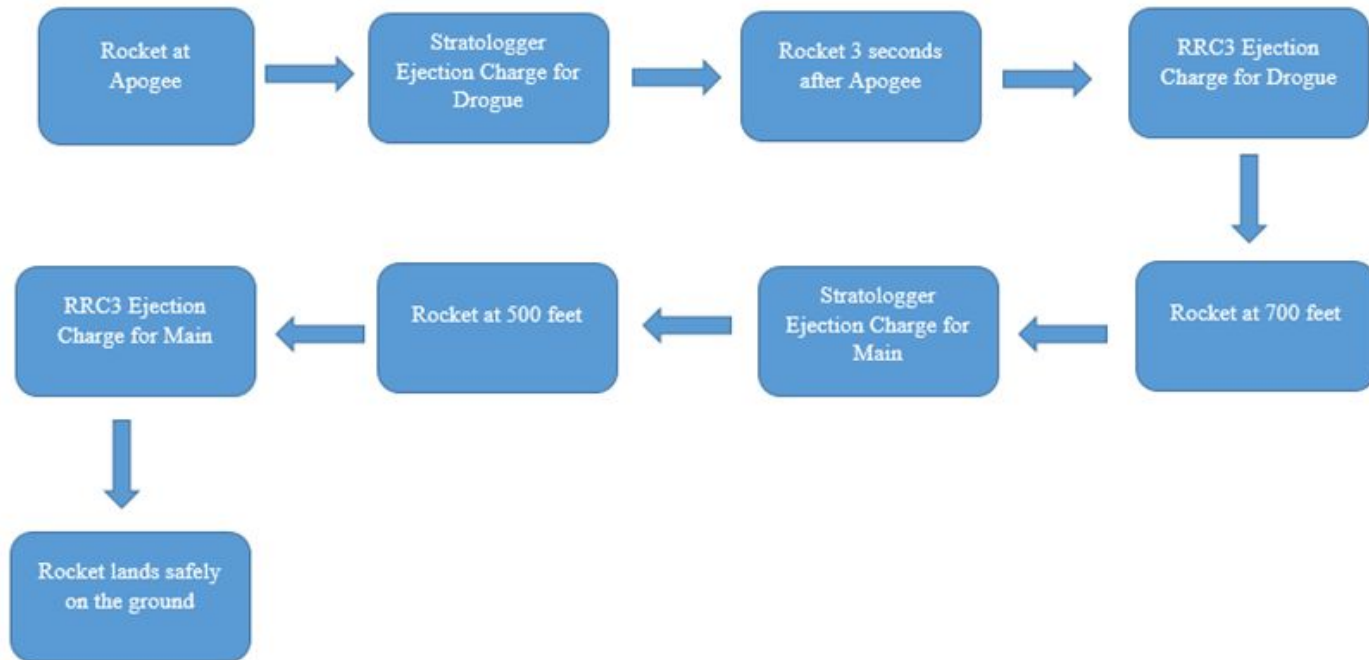 Rocket at
Apogee
Stratologger
Ejection Charge for
Drogue
Rocket 3 seconds
after Apogee
RRC3 Ejection
Charge for Drogue
Rocket at 700 feet
Stratologger
Ejection Charge for
Main
Rocket at 500 feet
RRC3 Ejection
Charge for Main
Rocket lands safely
on the ground